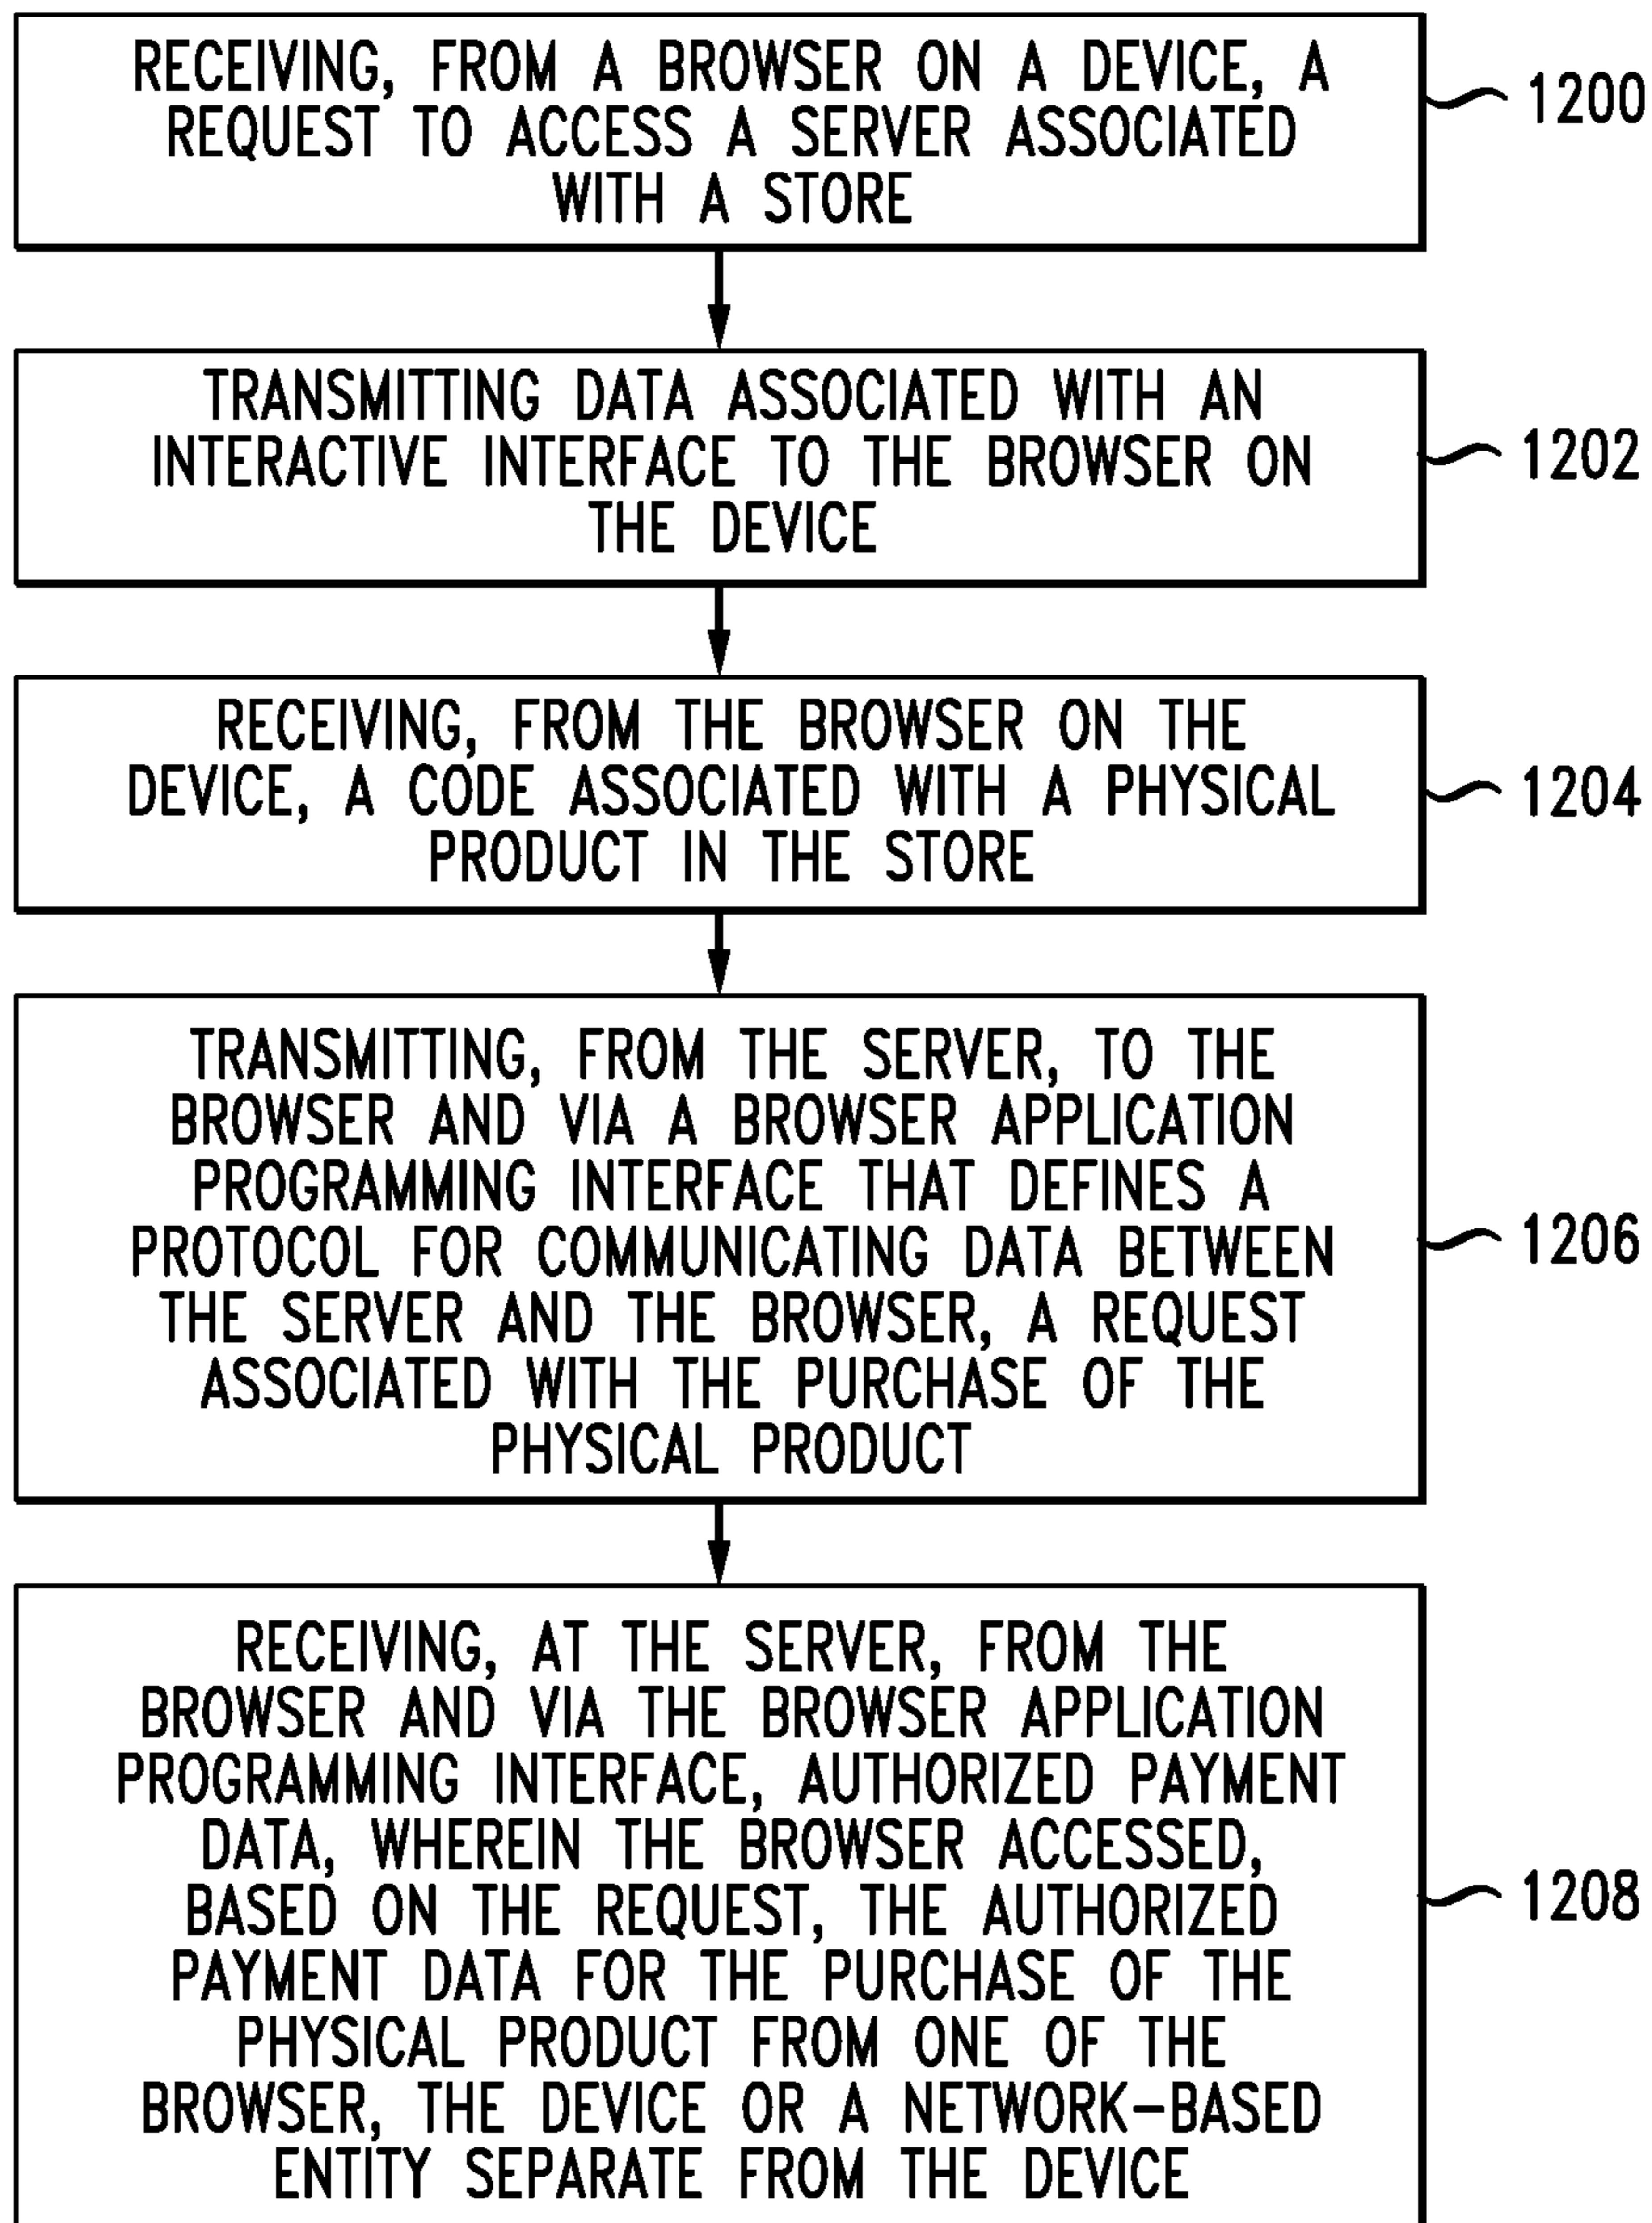 RECEIVING, FROM A BROWSER ON A DEVICE, A
REQUEST TO ACCESS A SERVER ASSOCIATED
WITH A STORE
1200
TRANSMITTING DATA ASSOCIATED WITH AN
INTERACTIVE INTERFACE TO THE BROWSER ON
THE DEVICE
1202
RECEIVING, FROM THE BROWSER ON THE
DEVICE, A CODE ASSOCIATED WITH A PHYSICAL
PRODUCT IN THE STORE
1204
TRANSMITTING, FROM THE SERVER, TO THE
BROWSER AND VIA A BROWSER APPLICATION
PROGRAMMING INTERFACE THAT DEFINES A
PROTOCOL FOR COMMUNICATING DATA BETWEEN
THE SERVER AND THE BROWSER, A REQUEST
ASSOCIATED WITH THE PURCHASE OF THE
PHYSICAL PRODUCT
1206
RECEIVING, AT THE SERVER, FROM THE
BROWSER AND VIA THE BROWSER APPLICATION
PROGRAMMING INTERFACE, AUTHORIZED PAYMENT
DATA, WHEREIN THE BROWSER ACCESSED,
BASED ON THE REQUEST, THE AUTHORIZED
PAYMENT DATA FOR THE PURCHASE OF THE
PHYSICAL PRODUCT FROM ONE OF THE
BROWSER, THE DEVICE OR A NETWORK-BASED
ENTITY SEPARATE FROM THE DEVICE
1208